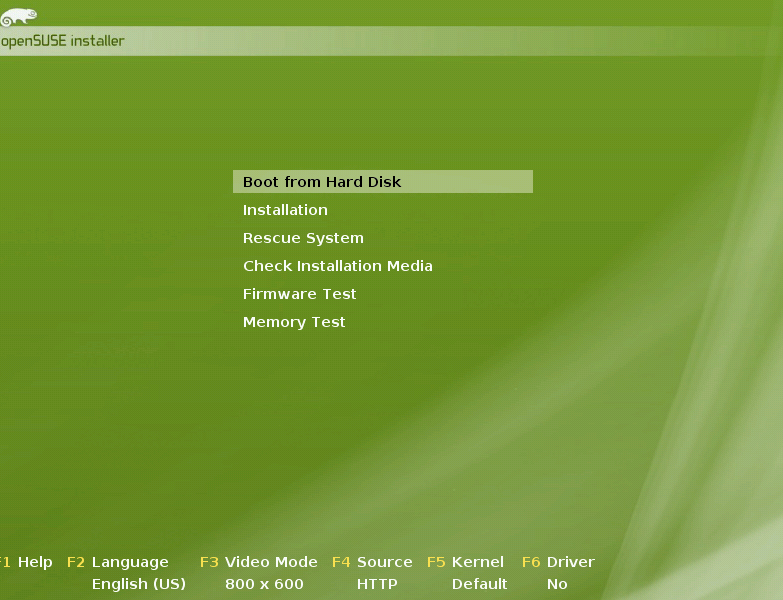 openSUSE installer
Boot from Hard Disk
Installation
Rescue System
Check Installation Media
Firmware Test
Memory Test
F1 Help F2 Language F3 Video Mode F4 Source F5 Kernel F6 Driver
English (US) 800 x 600 HTTP Default No